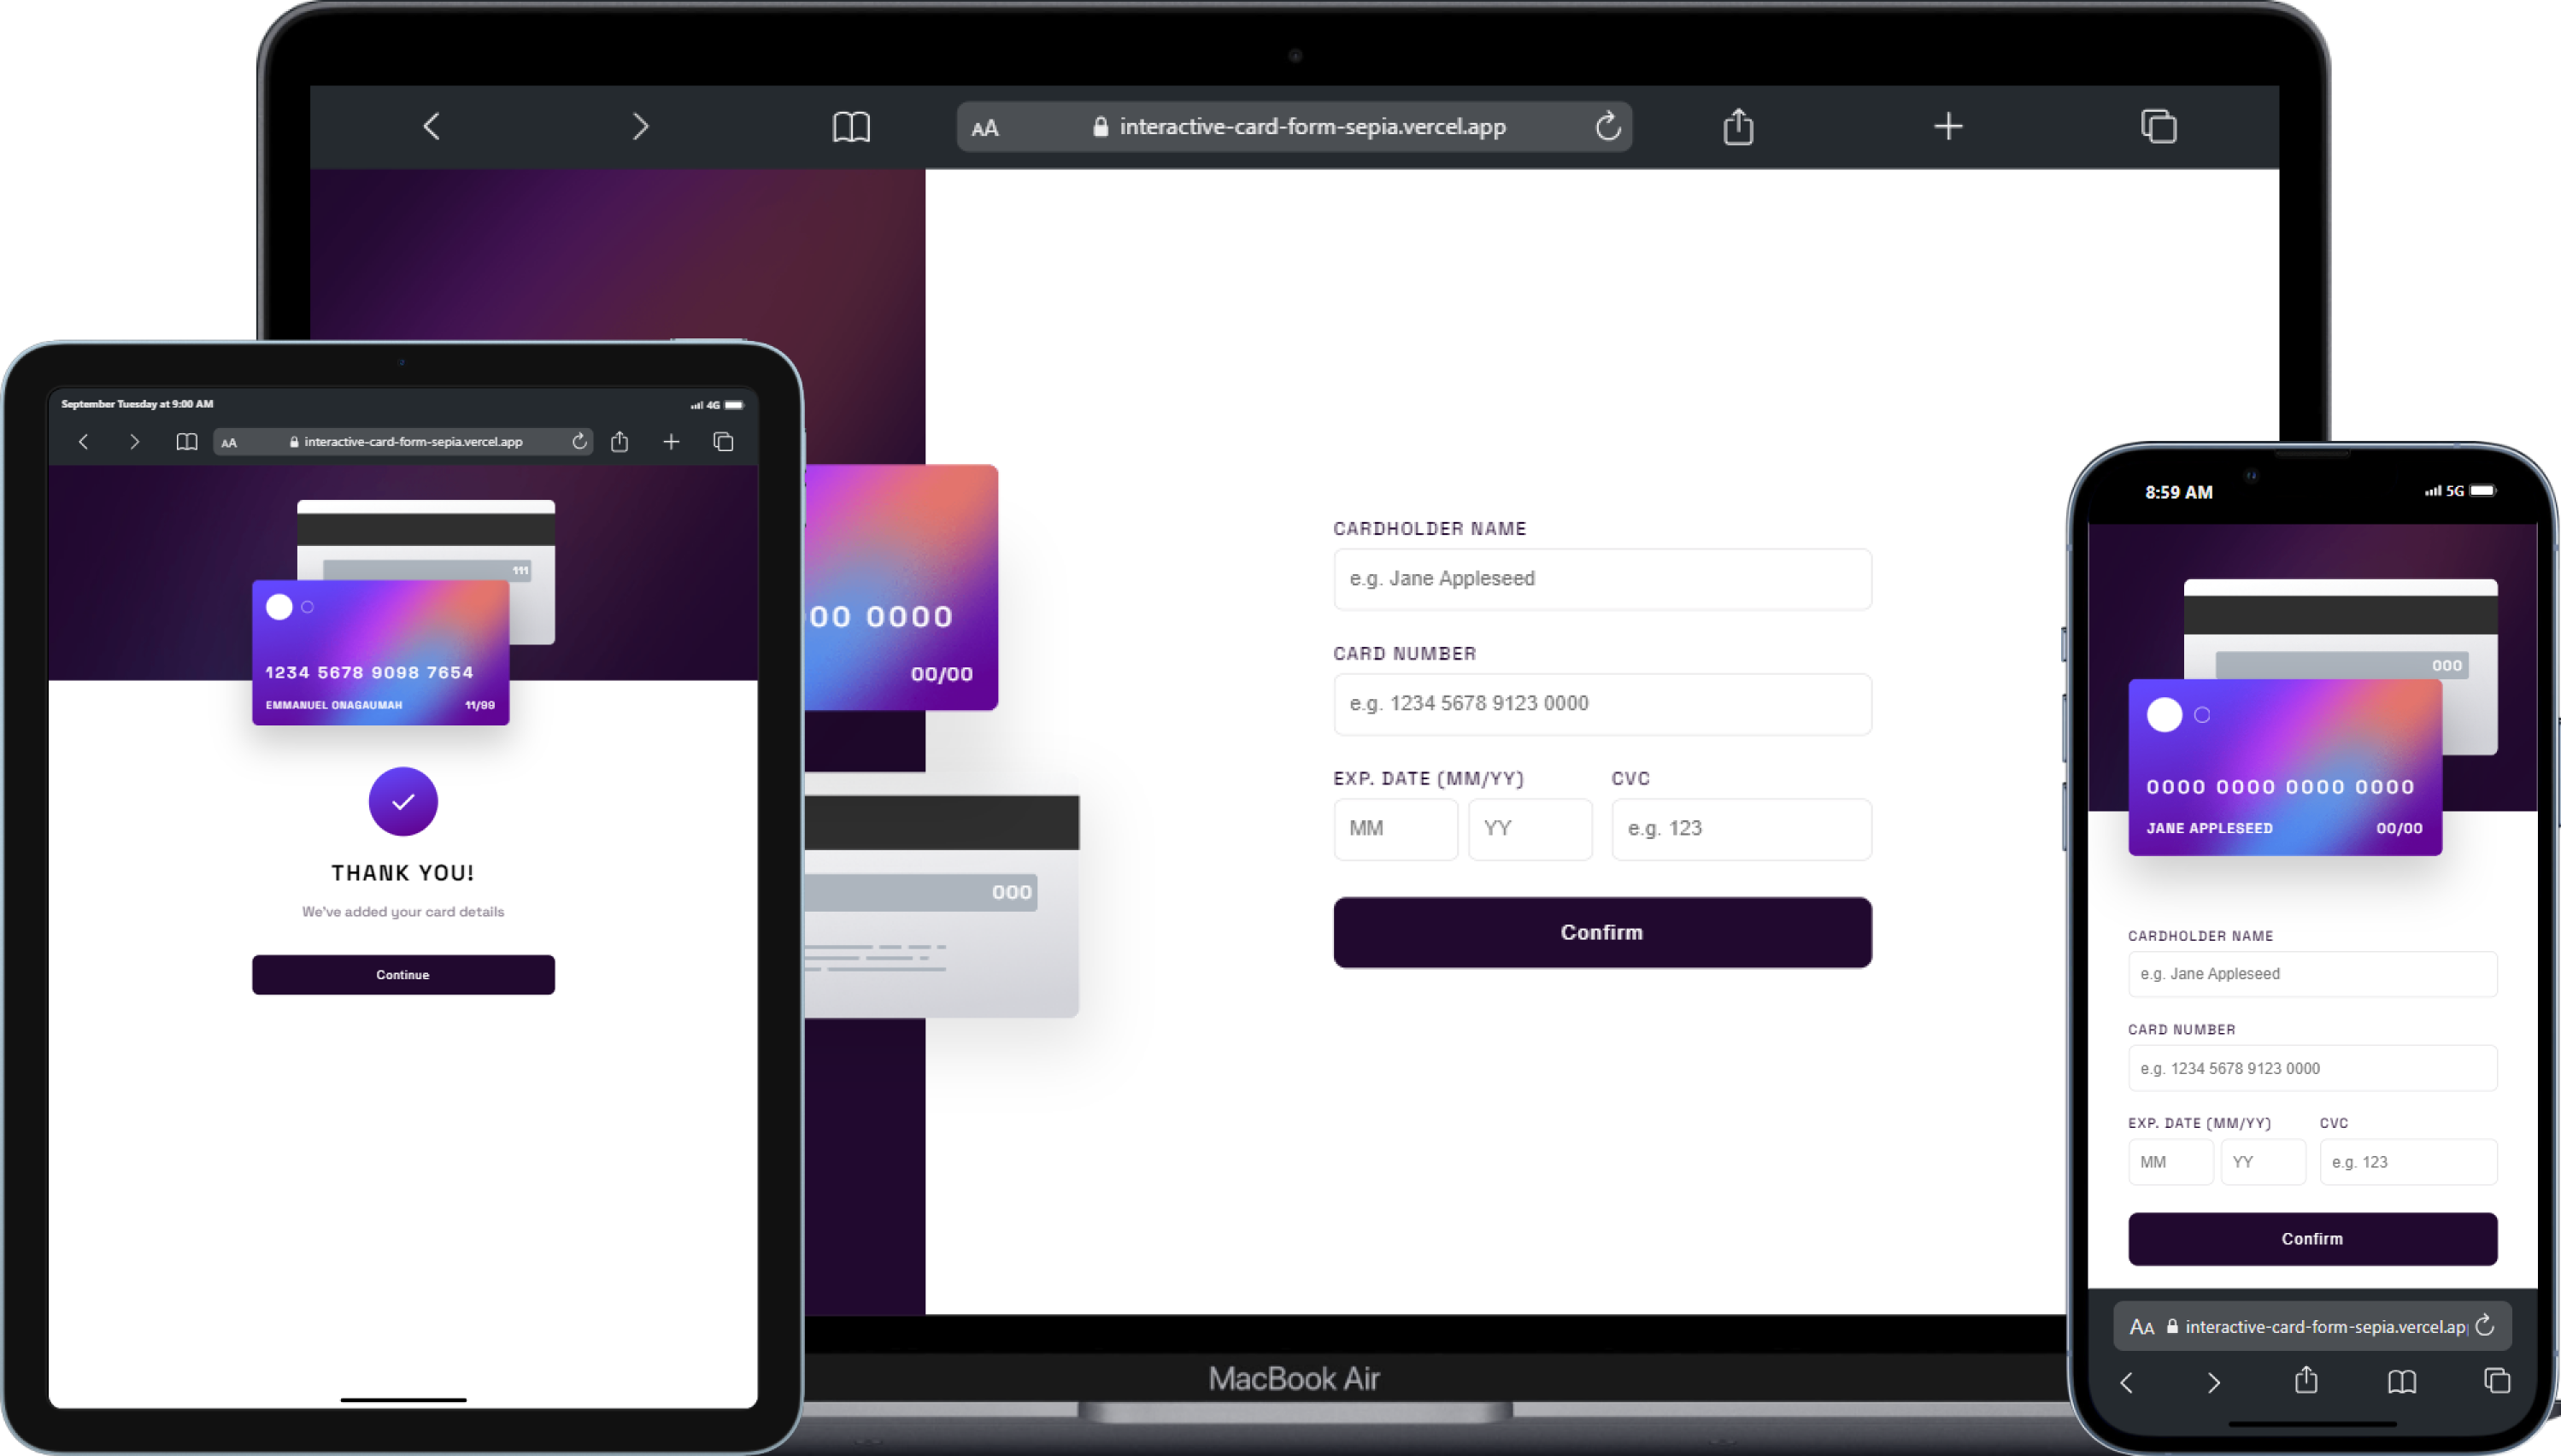 AA interactive-card-form-sepia.vercel.app
00 0000
00/00
000
CARDHOLDER NAME
e.g. Jane Appleseed
CARD NUMBER
e.g. 1234 5678 9123 0000
EXP. DATE (MM/YY) CVC
MM YY e.g. 123
Confirm
MacBook Air
September Tuesday at 9:00 AM 4G
AA interactive-card-form-sepia.vercel.app
111
1234 5678 9098 7654
EMMANUEL ONAGAUMAH 11/99
THANK YOU!
We've added your card details
Continue
8:59 AM 5G
000
0000 0000 0000 0000
JANE APPLESEED 00/00
CARDHOLDER NAME
e.g. Jane Appleseed
CARD NUMBER
e.g. 1234 5678 9123 0000
EXP. DATE (MM/YY) CVC
MM YY e.g. 123
Confirm
AA interactive-card-form-sepia.vercel.ap